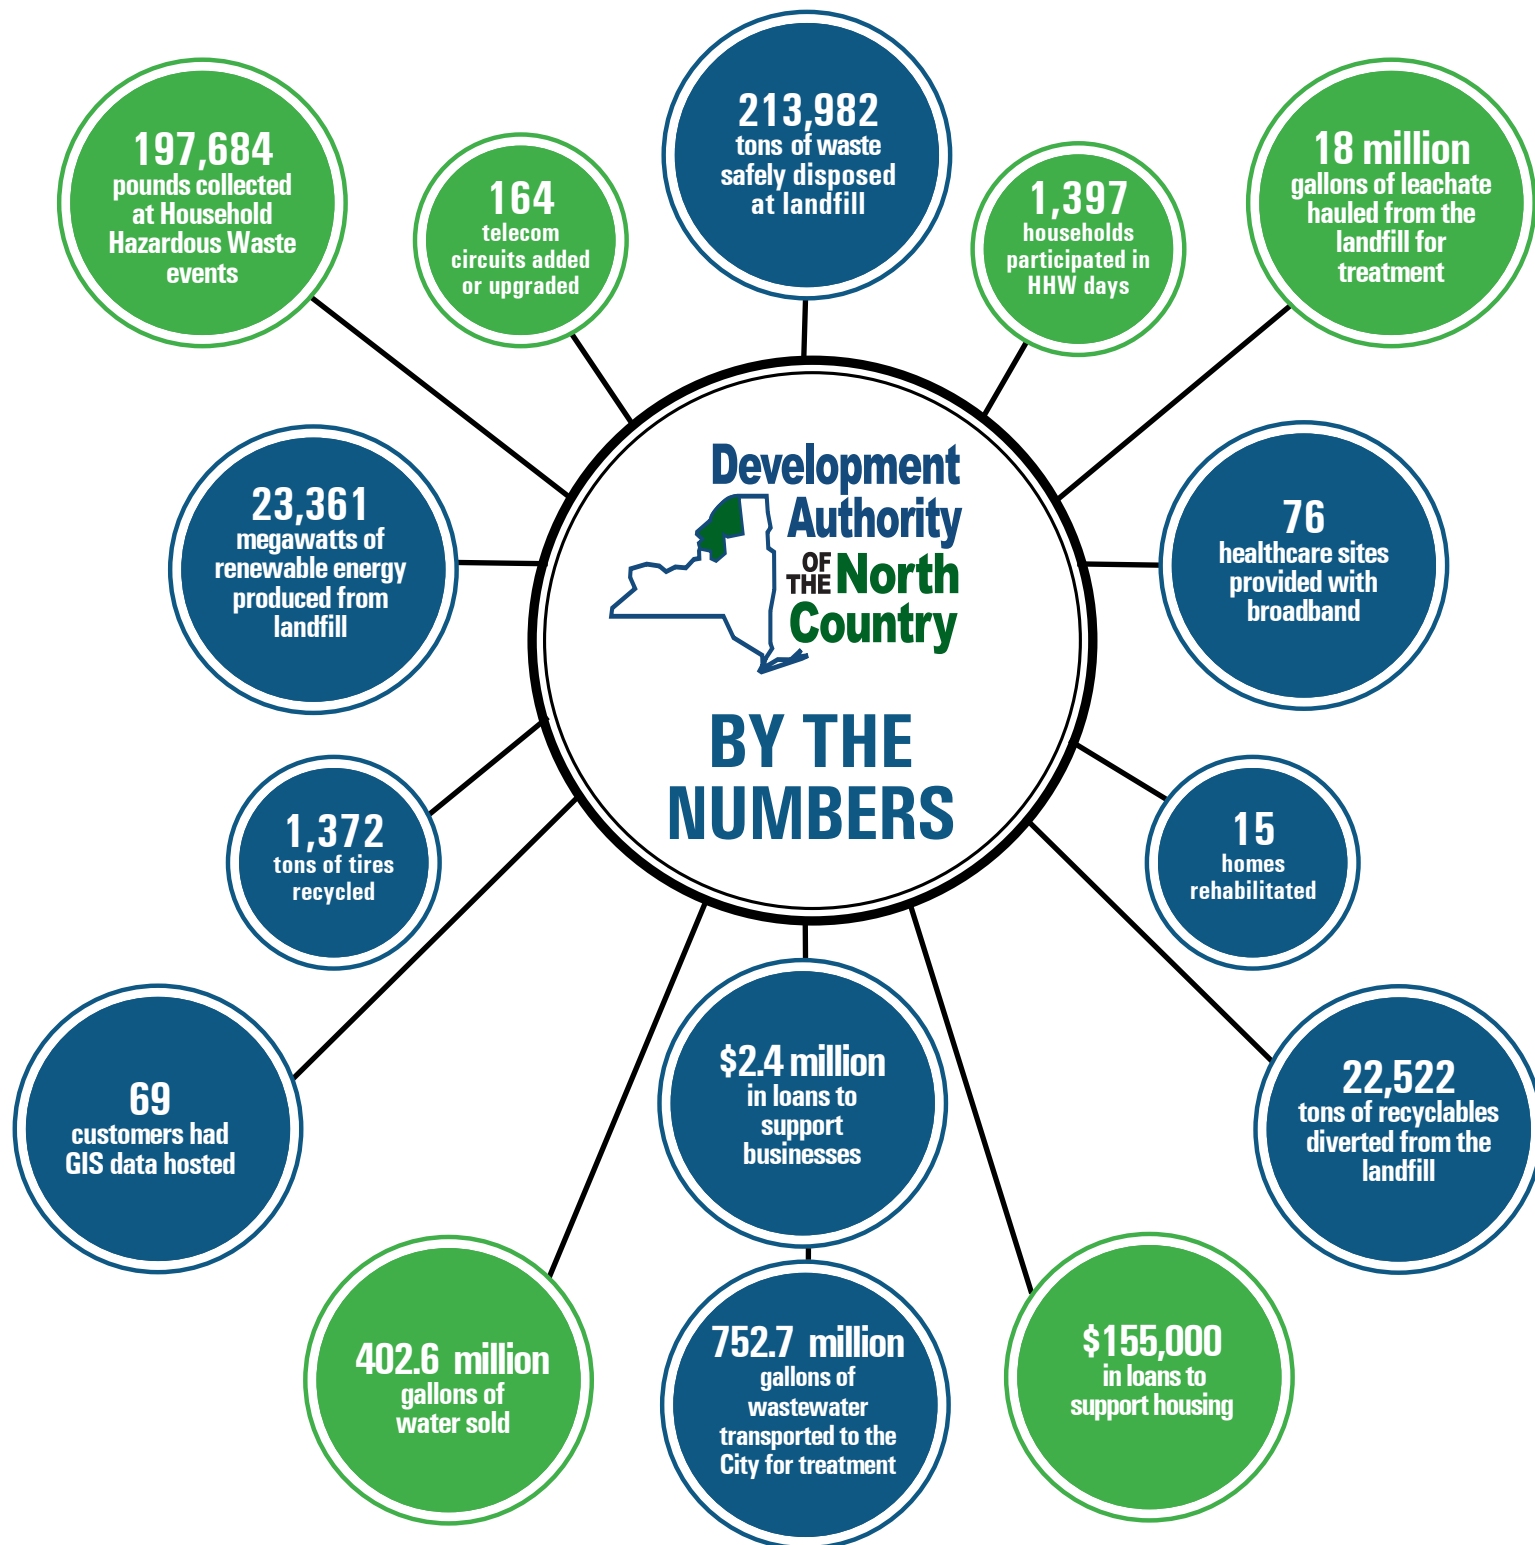 197,684
pounds collected
at Household
Hazardous Waste
events
164
telecom
circuits added
or upgraded
213,982
tons of waste
safely disposed
at landfill
1,397
households
participated in
HHW days
18 million
gallons of leachate
hauled from the
landfill for
treatment
Development
Authority
OF THE North
Country
BY THE
NUMBERS
23,361
megawatts of
renewable energy
produced from
landfill
76
healthcare sites
provided with
broadband
1,372
tons of tires
recycled
15
homes
rehabilitated
69
customers had
GIS data hosted
$2.4 million
in loans to
support
businesses
22,522
tons of recyclables
diverted from the
landfill
402.6 million
gallons of
water sold
752.7 million
gallons of
wastewater
transported to the
City for treatment
$155,000
in loans to
support housing